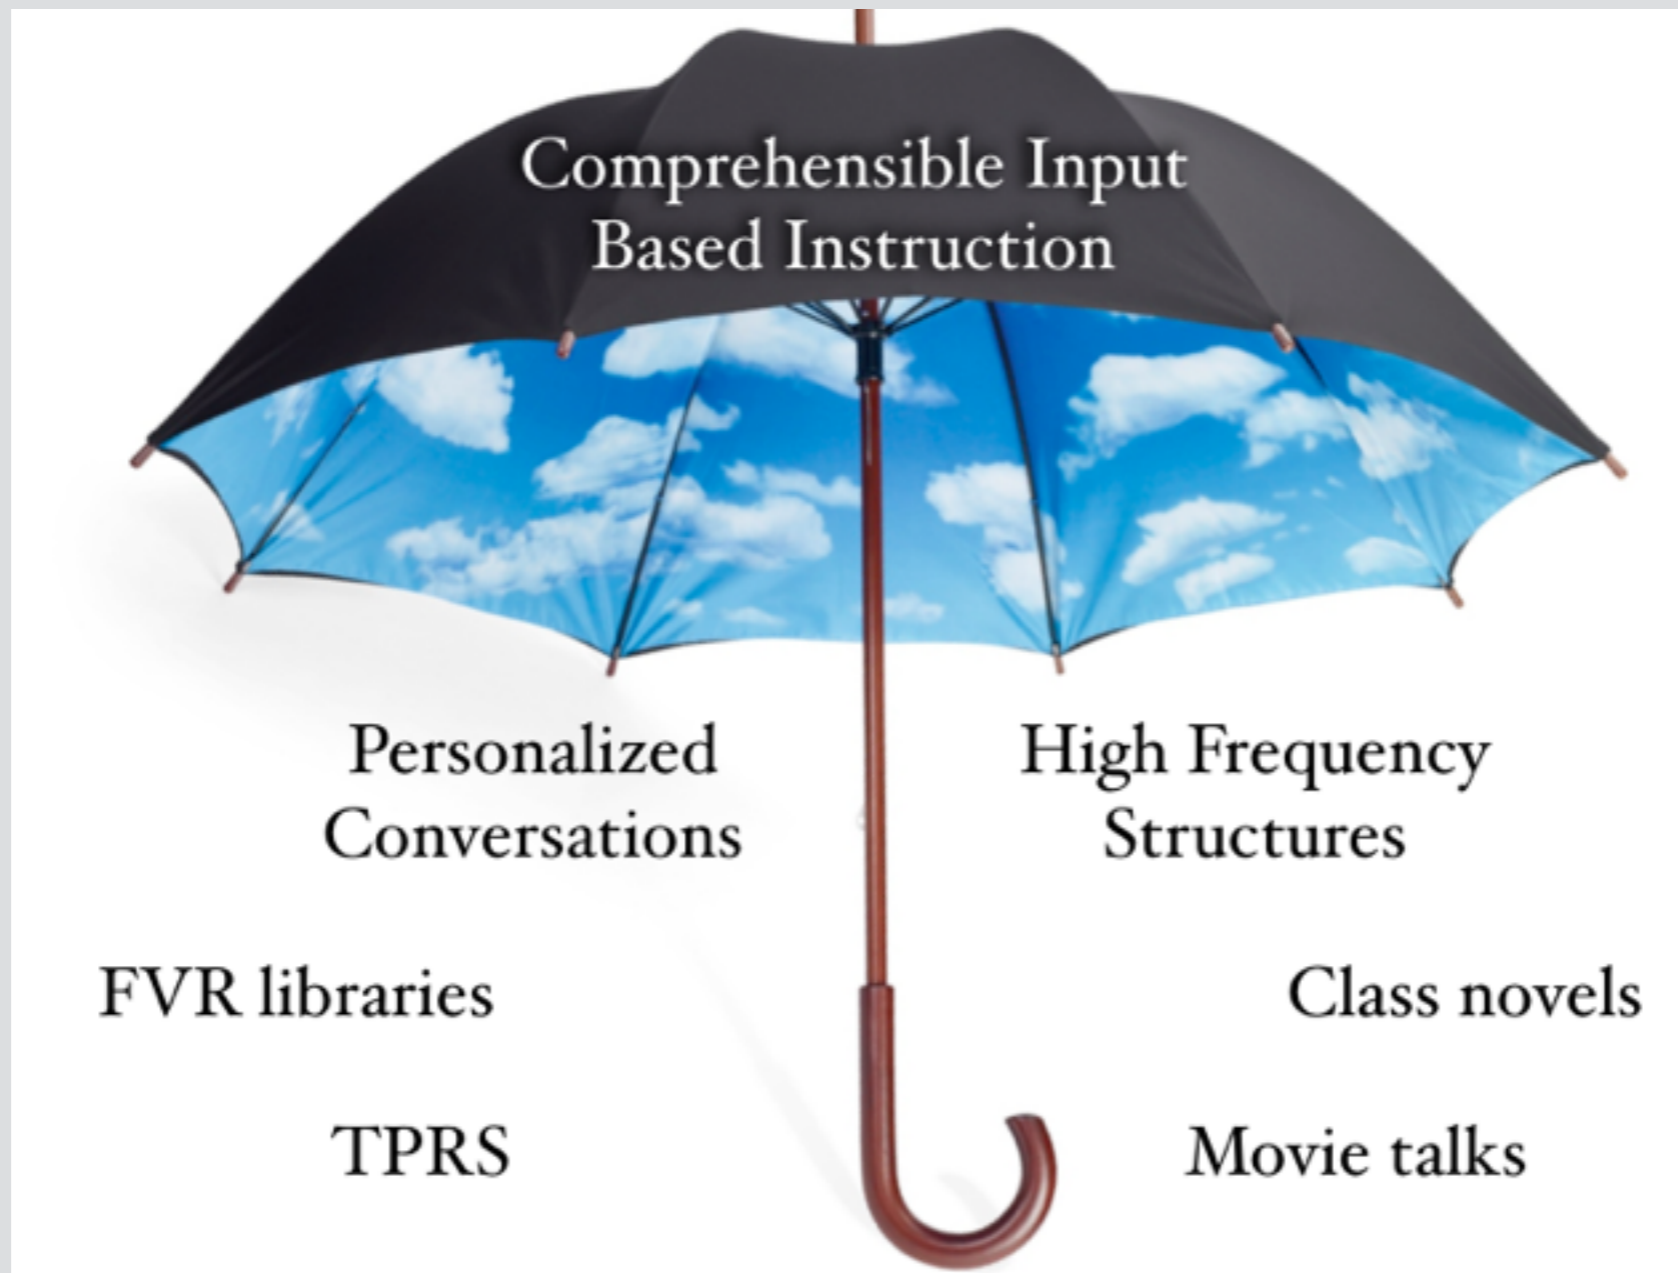 Comprehensible Input
Based Instruction
Personalized
Conversations
High Frequency
Structures
FVR libraries
Class novels
TPRS
Movie talks